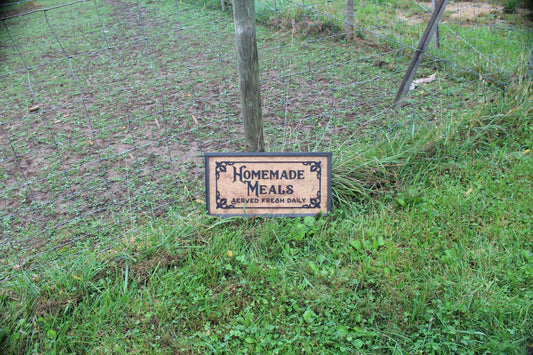 Homemade
Meals
Served Fresh Daily